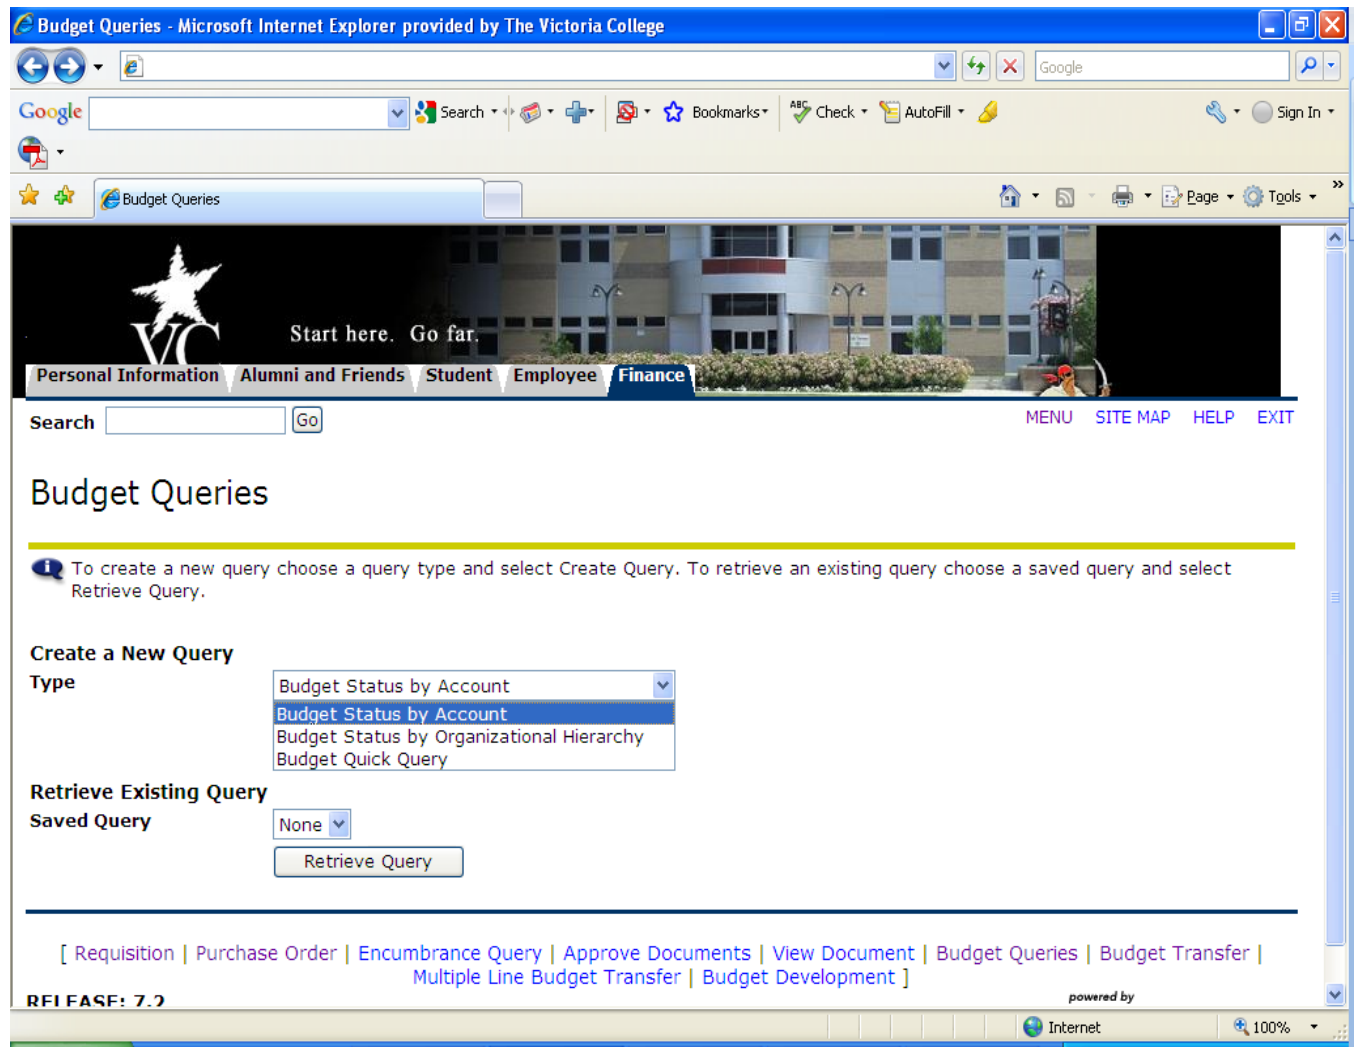 Budget Queries - Microsoft Internet Explorer provided by The Victoria College
Google
Google Search Bookmarks ABC Check AutoFill Sign In
Budget Queries Page Tools »
VC Start here. Go far.
Personal Information Alumni and Friends Student Employee Finance
Search Go MENU SITE MAP HELP EXIT
Budget Queries
To create a new query choose a query type and select Create Query. To retrieve an existing query choose a saved query and select
Retrieve Query.
Create a New Query
Type Budget Status by Account
Budget Status by Account
Budget Status by Organizational Hierarchy
Budget Quick Query
Retrieve Existing Query
Saved Query None
Retrieve Query
[ Requisition | Purchase Order | Encumbrance Query | Approve Documents | View Document | Budget Queries | Budget Transfer |
Multiple Line Budget Transfer | Budget Development ]
RELEASE: 7.2 powered by
Internet 100%